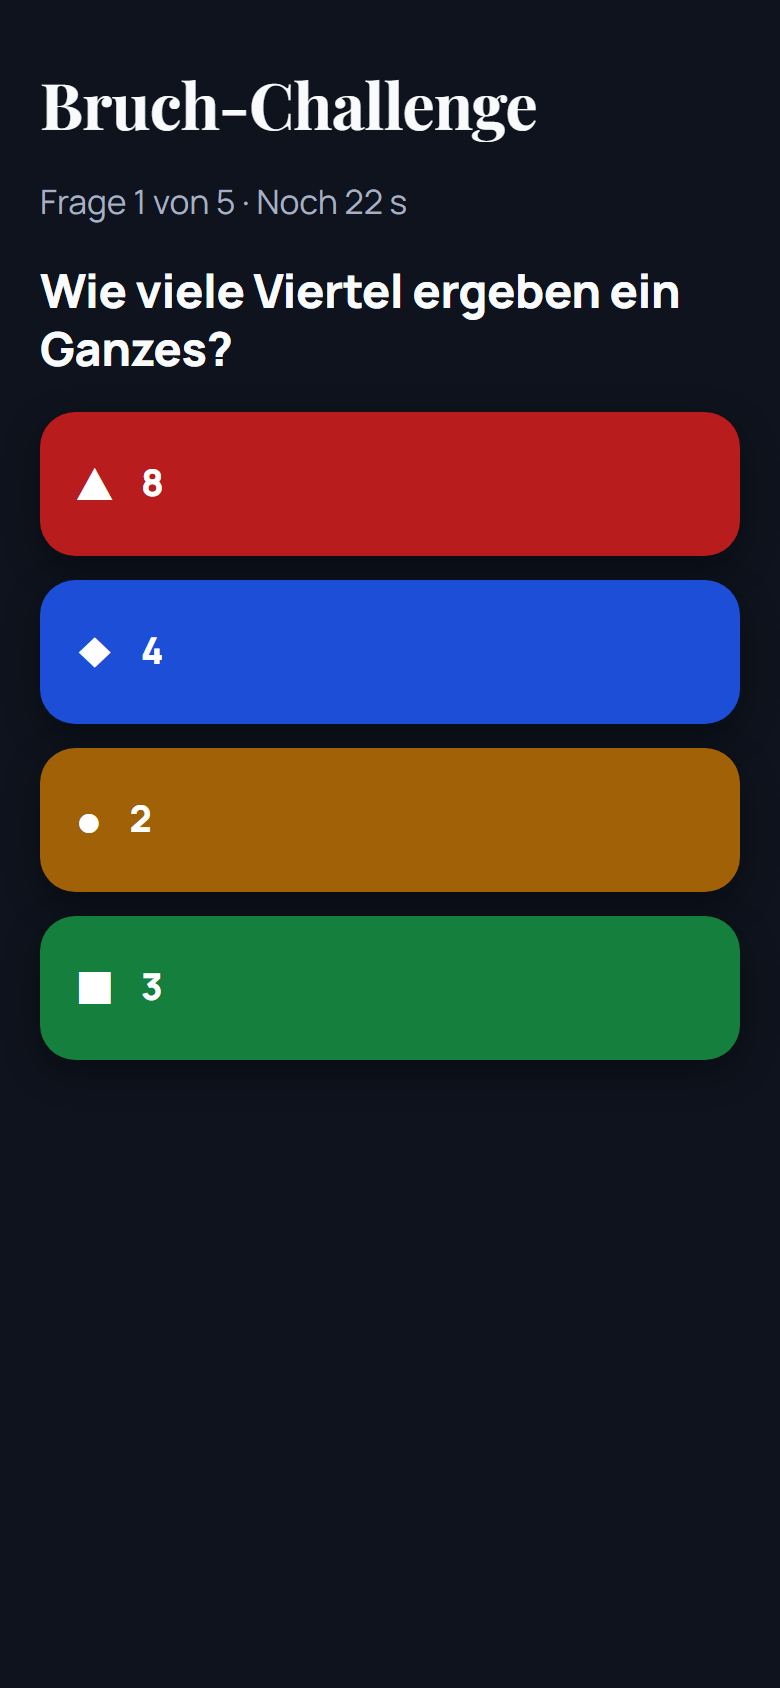 Bruch-Challenge
Frage 1 von 5 · Noch 22 s
Wie viele Viertel ergeben ein
Ganzes?
▲ 8
◆ 4
● 2
■ 3